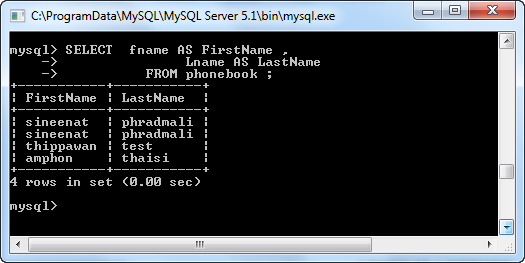 C:\ProgramData\MySQL\MySQL Server 5.1\bin\mysql.exe
mysql> SELECT  fname AS FirstName ,
    ->                Lname AS LastName
    ->           FROM phonebook ;
+-----------+-----------+
| FirstName | LastName  |
+-----------+-----------+
| sineenat  | phradmali |
| sineenat  | phradmali |
| thippawan | test      |
| amphon    | thaisi    |
+-----------+-----------+
4 rows in set (0.00 sec)
mysql>